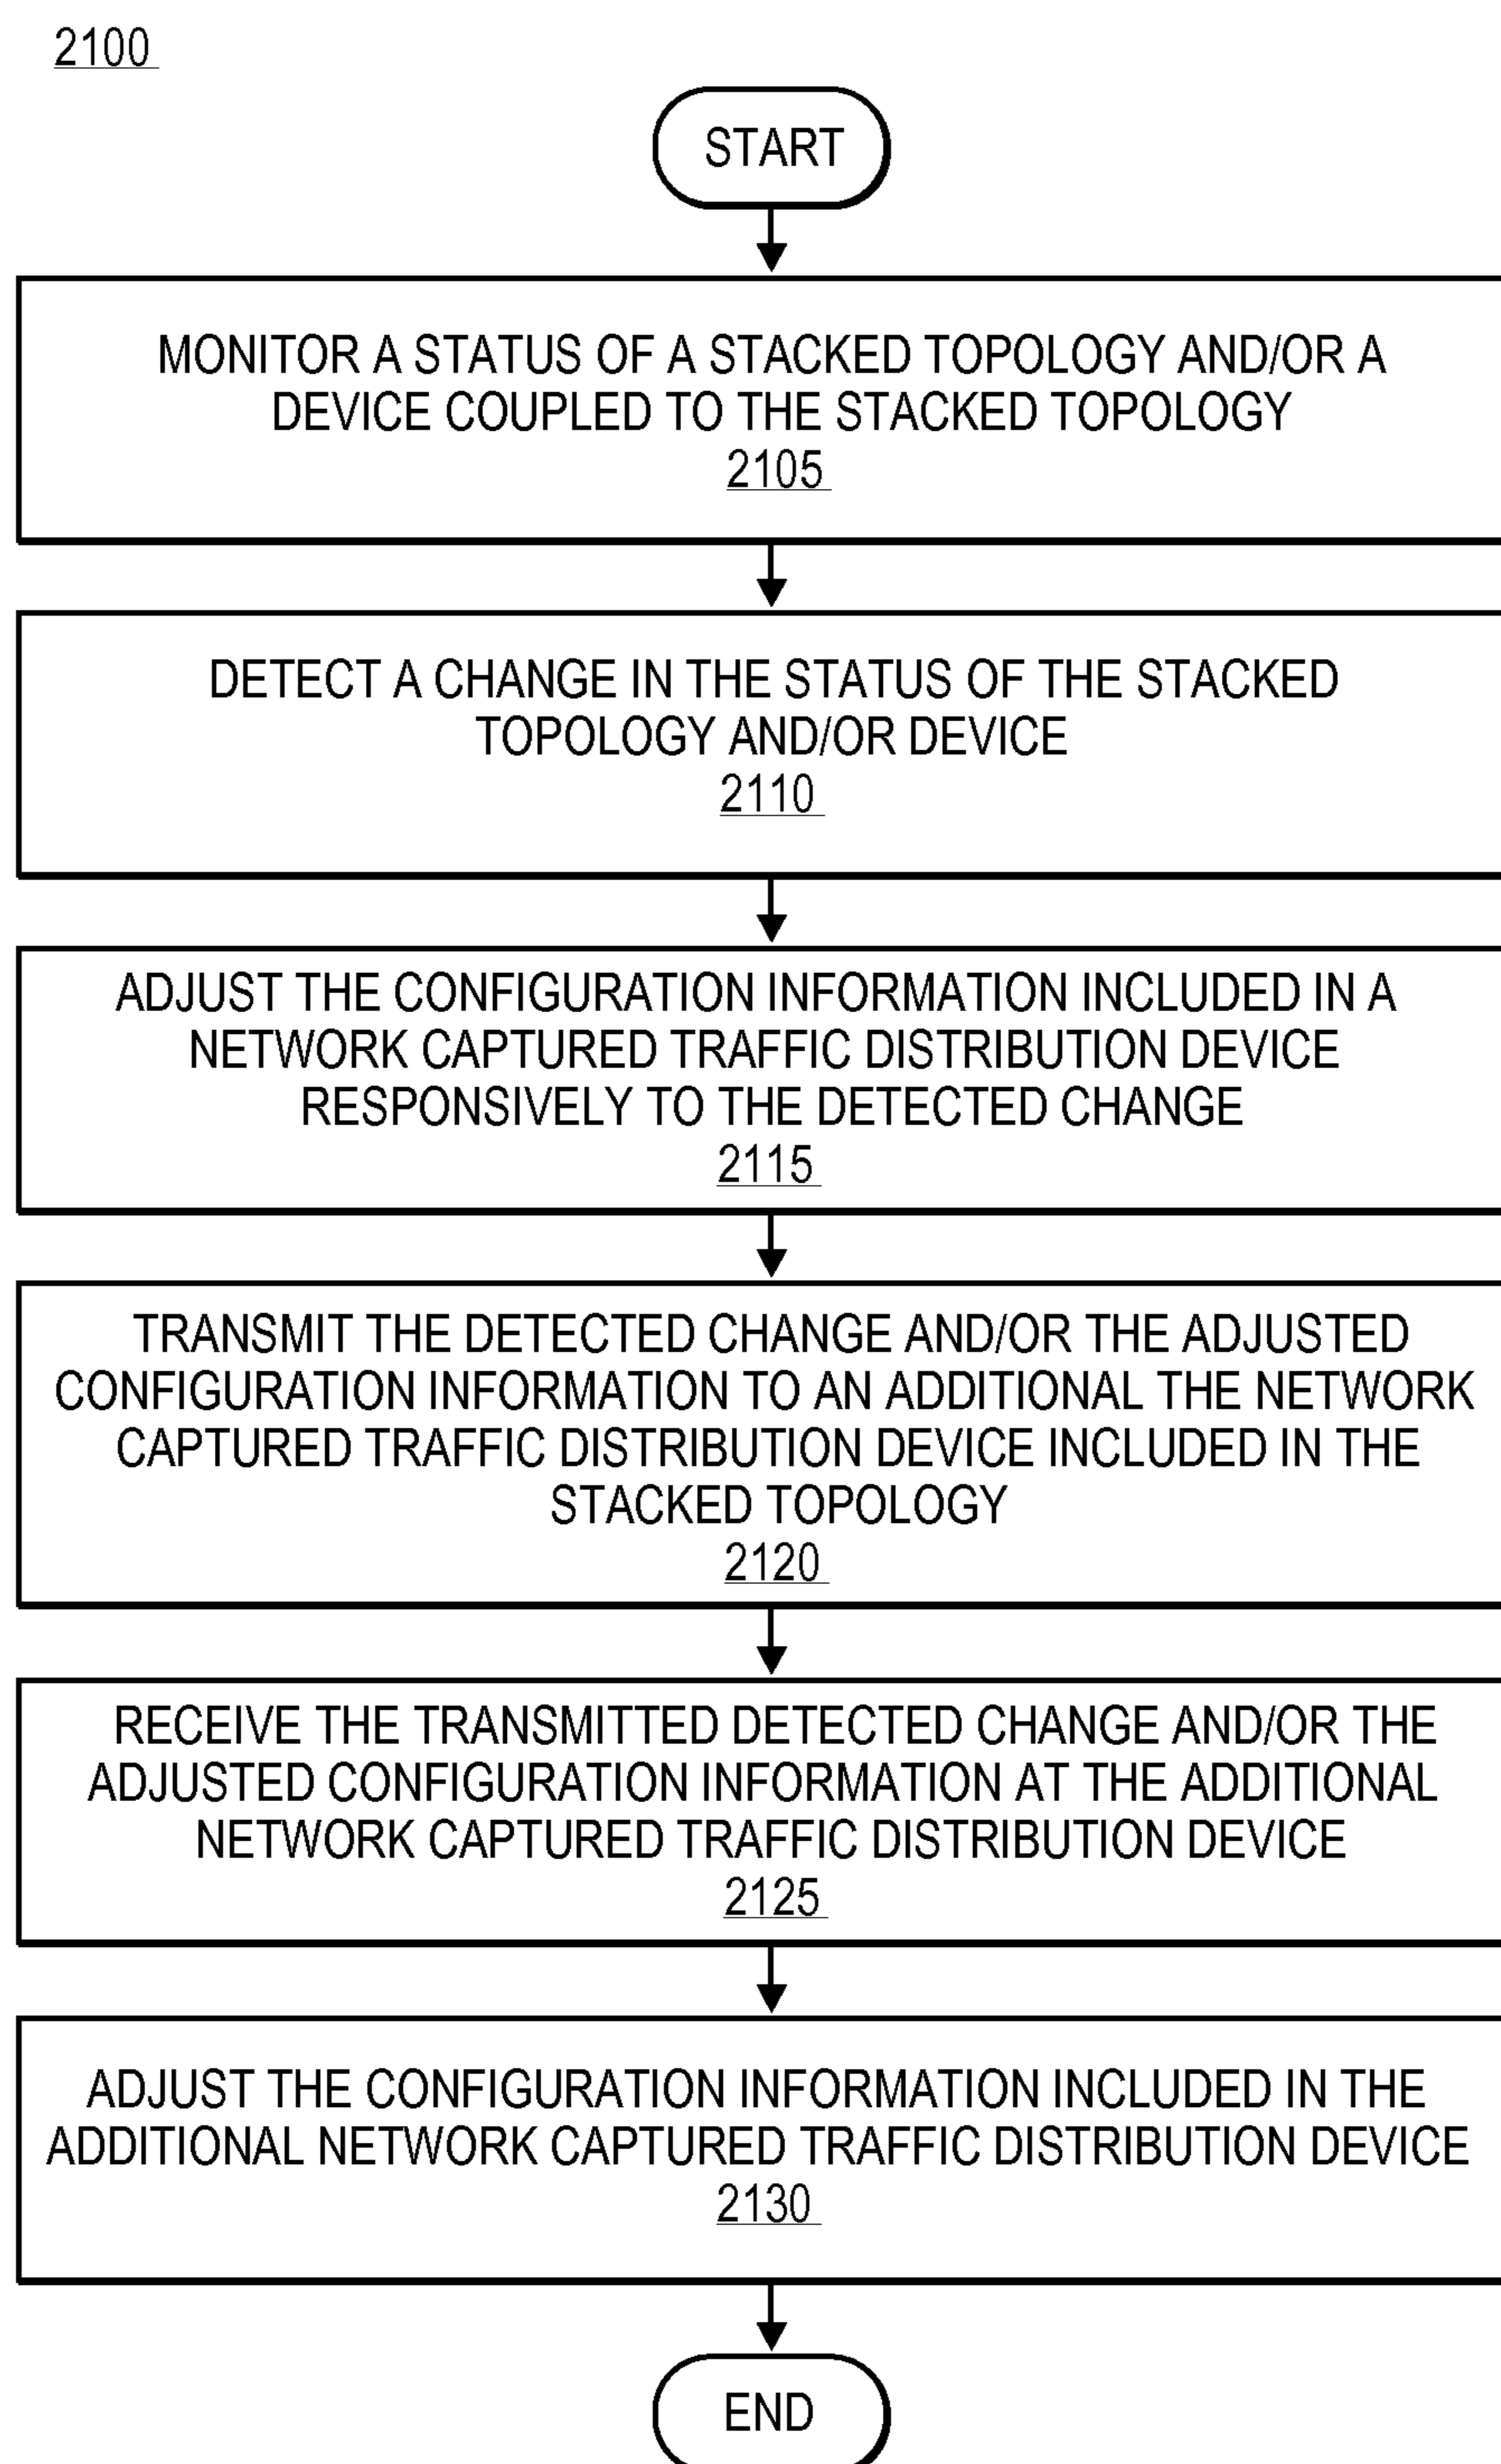 2100
START
MONITOR A STATUS OF A STACKED TOPOLOGY AND/OR A
DEVICE COUPLED TO THE STACKED TOPOLOGY
2105
DETECT A CHANGE IN THE STATUS OF THE STACKED
TOPOLOGY AND/OR DEVICE
2110
ADJUST THE CONFIGURATION INFORMATION INCLUDED IN A
NETWORK CAPTURED TRAFFIC DISTRIBUTION DEVICE
RESPONSIVELY TO THE DETECTED CHANGE
2115
TRANSMIT THE DETECTED CHANGE AND/OR THE ADJUSTED
CONFIGURATION INFORMATION TO AN ADDITIONAL THE NETWORK
CAPTURED TRAFFIC DISTRIBUTION DEVICE INCLUDED IN THE
STACKED TOPOLOGY
2120
RECEIVE THE TRANSMITTED DETECTED CHANGE AND/OR THE
ADJUSTED CONFIGURATION INFORMATION AT THE ADDITIONAL
NETWORK CAPTURED TRAFFIC DISTRIBUTION DEVICE
2125
ADJUST THE CONFIGURATION INFORMATION INCLUDED IN THE
ADDITIONAL NETWORK CAPTURED TRAFFIC DISTRIBUTION DEVICE
2130
END